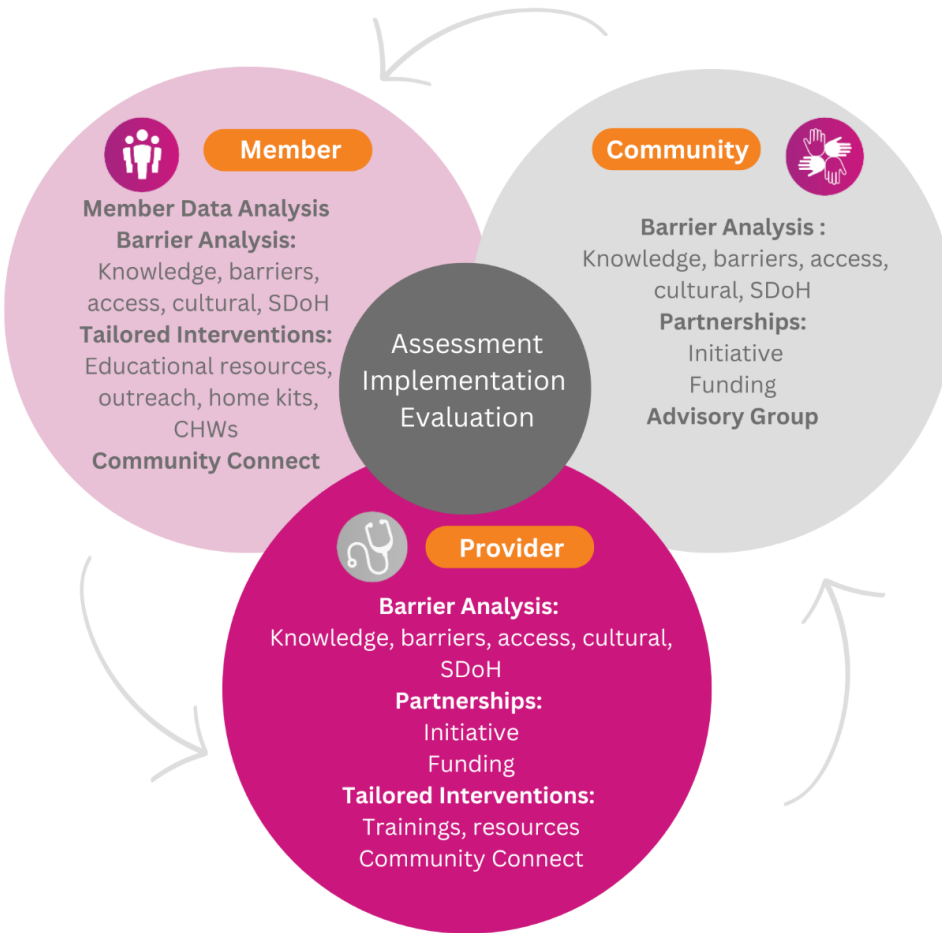 Member
Member Data Analysis
Barrier Analysis:
Knowledge, barriers,
access, cultural, SDoH
Tailored Interventions:
Educational resources,
outreach, home kits,
CHWs
Community Connect
Community
Barrier Analysis :
Knowledge, barriers, access,
cultural, SDoH
Partnerships:
Initiative
Funding
Advisory Group
Assessment
Implementation
Evaluation
Provider
Barrier Analysis:
Knowledge, barriers, access, cultural,
SDoH
Partnerships:
Initiative
Funding
Tailored Interventions:
Trainings, resources
Community Connect